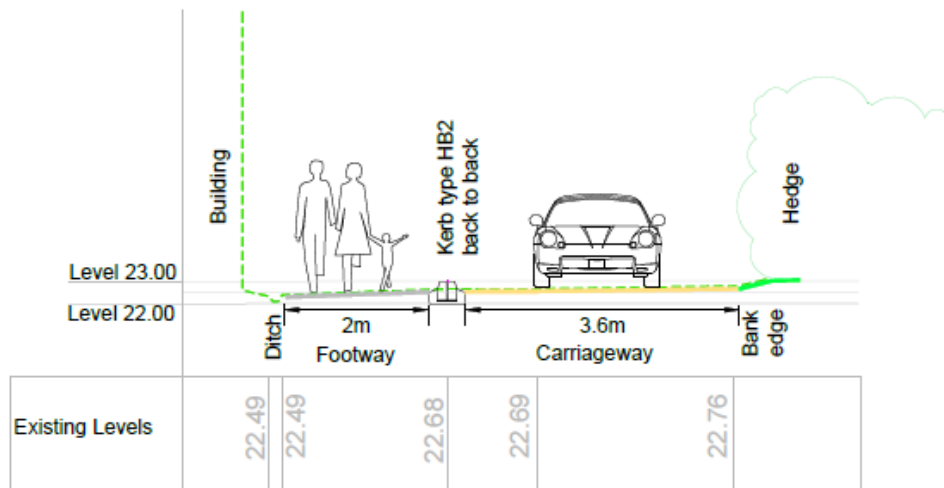 Building
Kerb type HB2
back to back
Hedge
Level 23.00
Level 22.00
Ditch
2m
Footway
3.6m
Carriageway
Bank
edge
Existing Levels
22.49
22.49
22.68
22.69
22.76